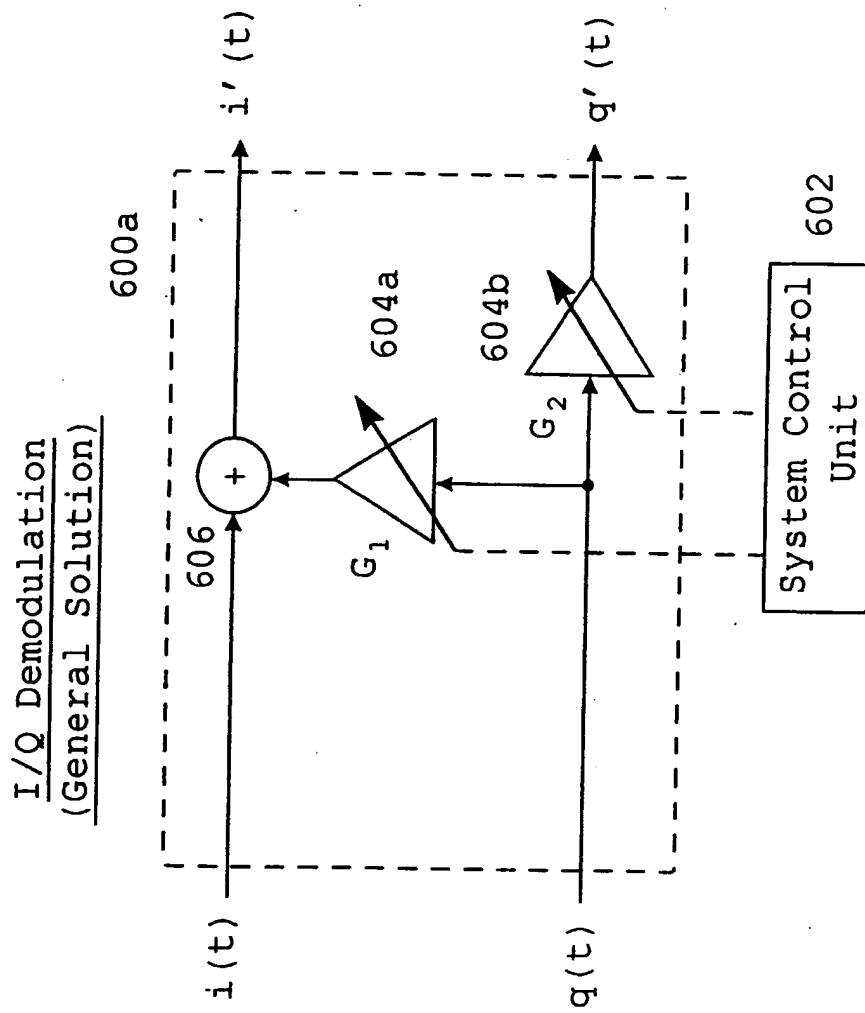 I/Q Demodulation
(General Solution)
600a
i(t)
606
+
i'(t)
G1
604a
604b
G2
q(t)
q'(t)
System Control
Unit
602